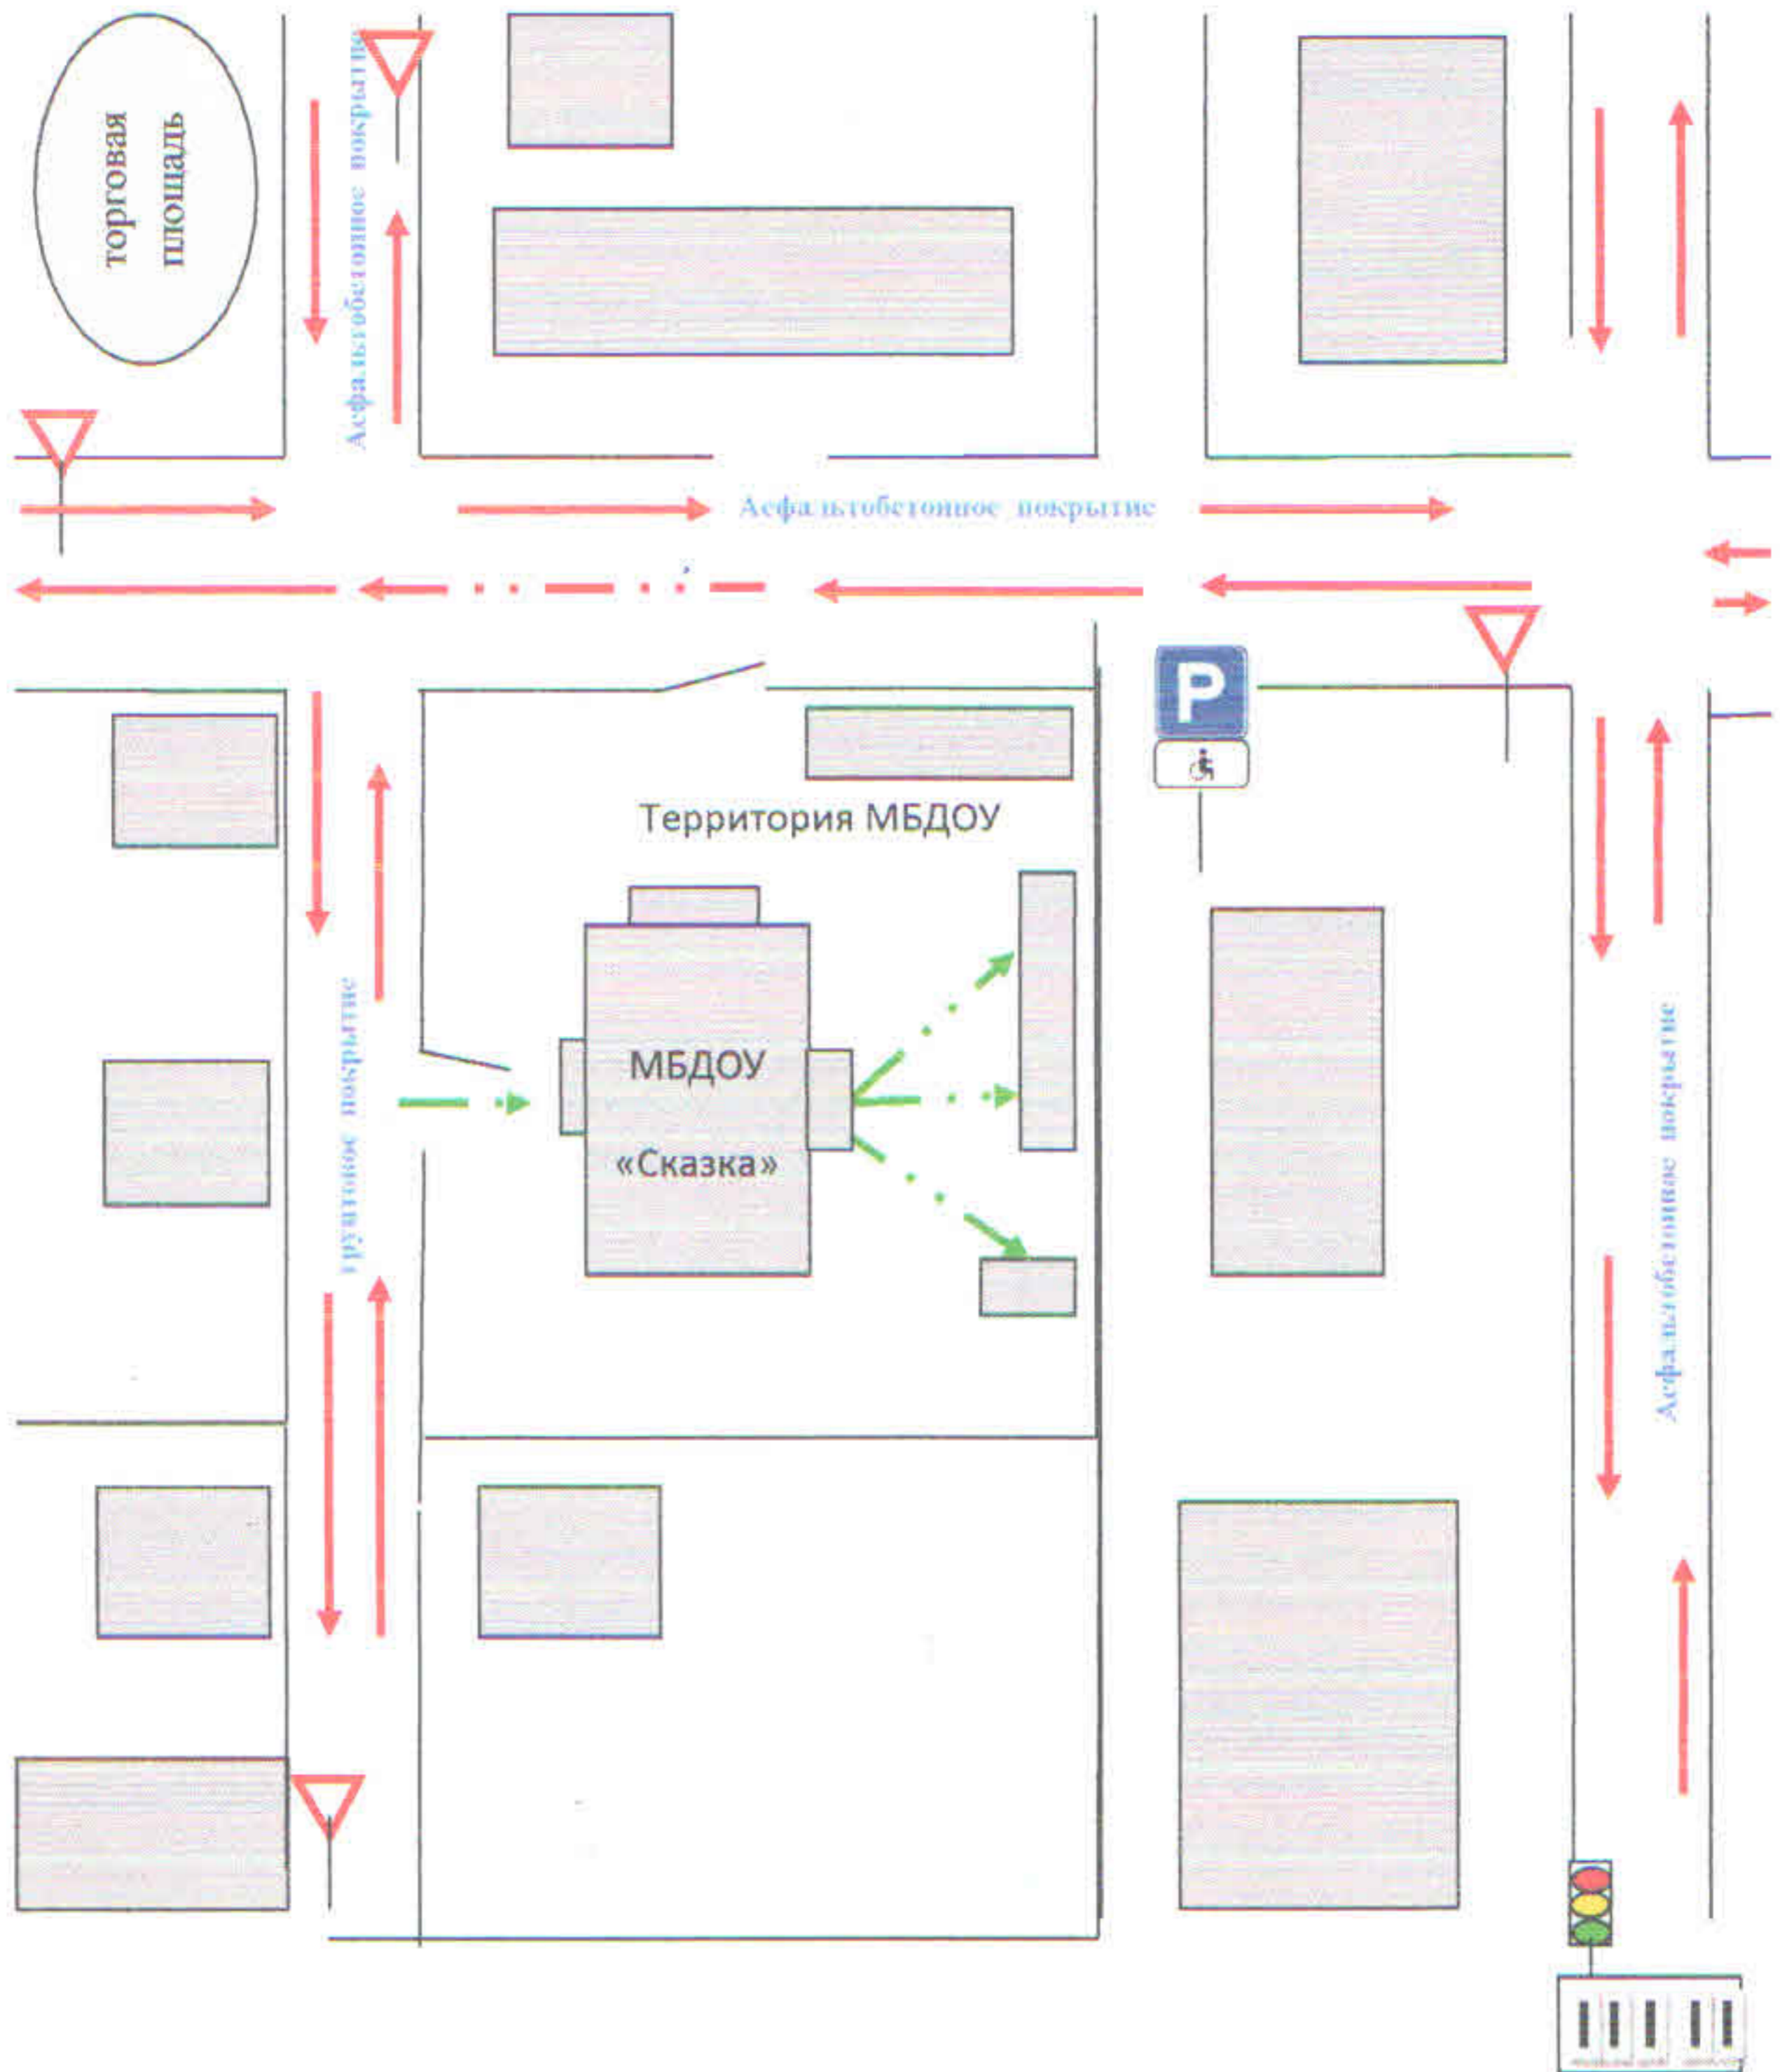 торговая
площадь
Асфальтобетонное покрытие
Асфальтобетонное покрытие
P
Территория МБДОУ
МБДОУ
«Сказка»
грунтовое покрытие
Асфальтобетонное покрытие